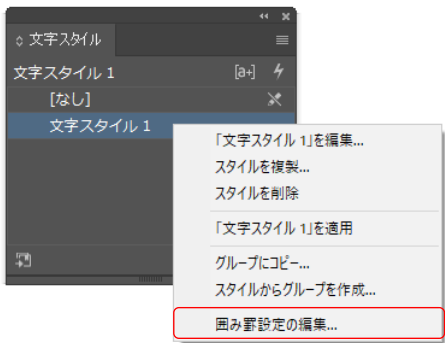 文字スタイル
文字スタイル 1
[a+]
[なし]
文字スタイル 1
「文字スタイル 1」を編集...
スタイルを複製...
スタイルを削除
「文字スタイル 1」を適用
グループにコピー...
スタイルからグループを作成...
囲み罫設定の編集...